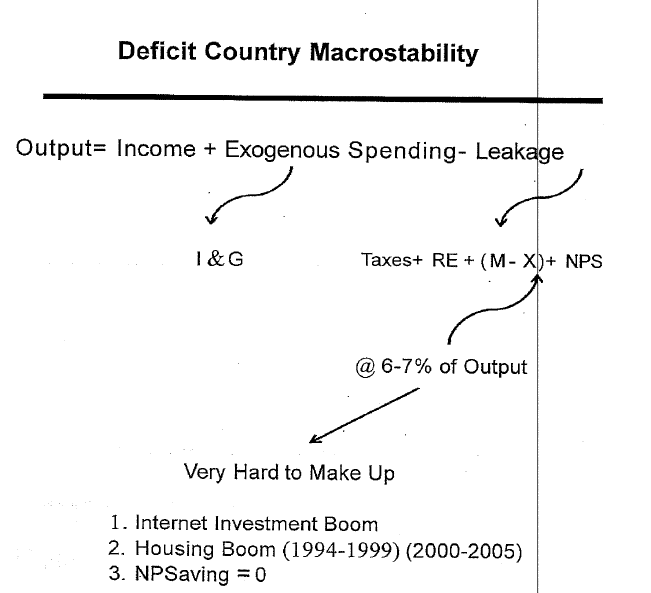 Deficit Country Macrostability
Output= Income + Exogenous Spending- Leakage
I & G
Taxes+ RE + (M- X)+ NPS
@ 6-7% of Output
Very Hard to Make Up
1. Internet Investment Boom
2. Housing Boom (1994-1999) (2000-2005)
3. NPSaving = 0